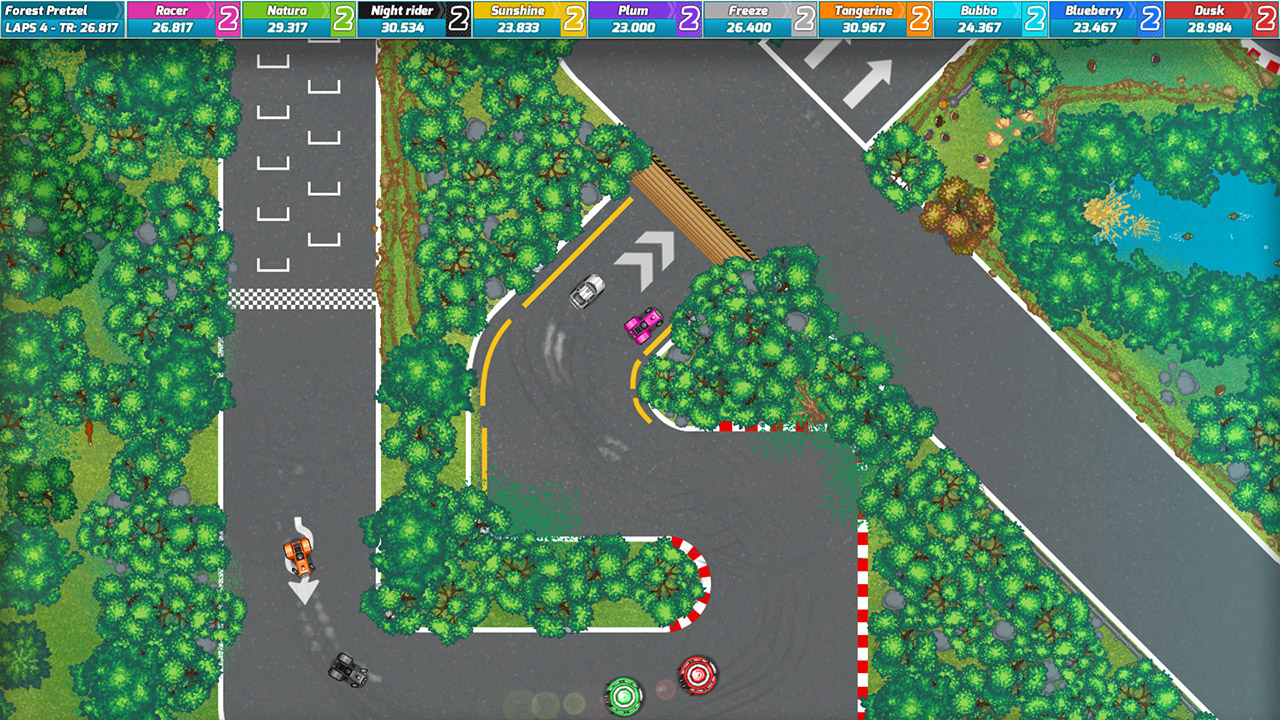 Forest Pretzel
LAPS 4 - TR: 26.817
Racer
26.817
2
Natura
29.317
2
Night rider
30.534
2
Sunshine
23.833
2
Plum
23.000
2
Freeze
26.400
2
Tangerine
30.967
2
Bubba
24.367
2
Blueberry
23.467
2
Dusk
28.984
2